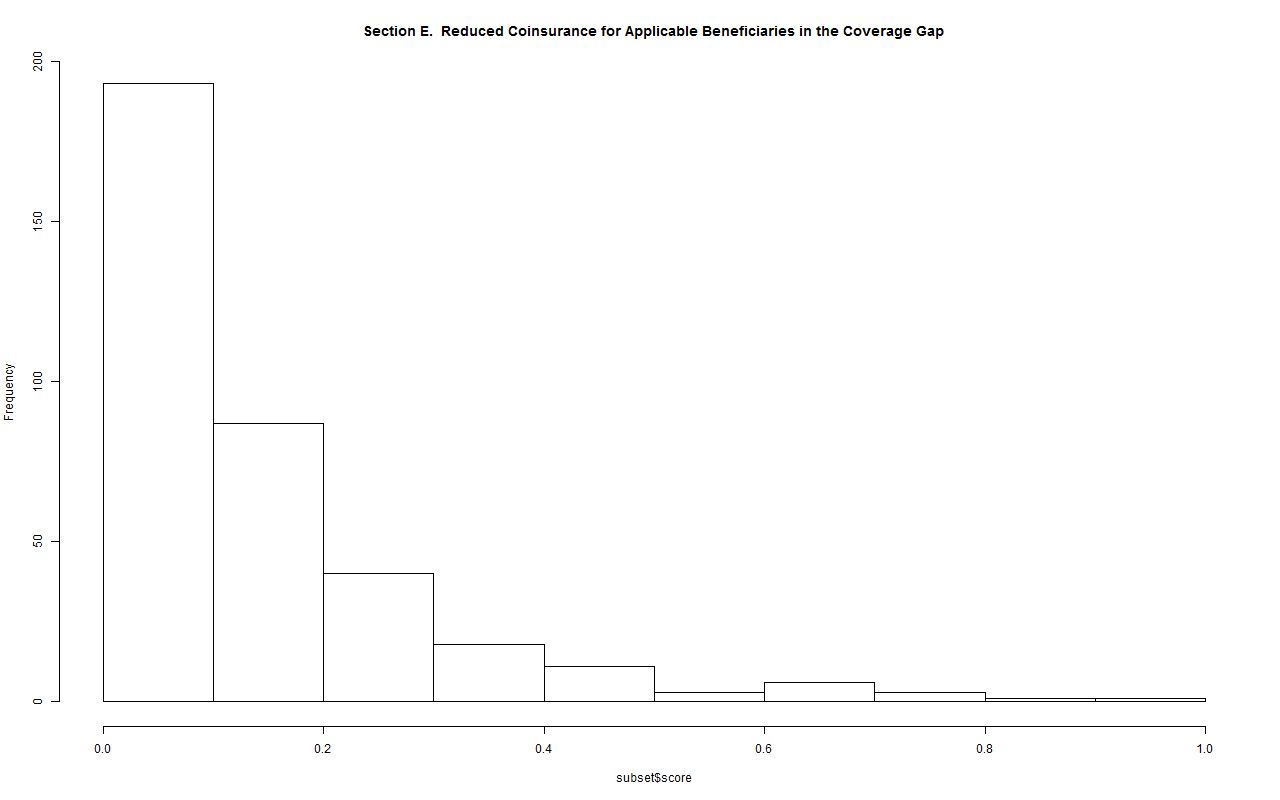 Section E.  Reduced Coinsurance for Applicable Beneficiaries in the Coverage Gap
200
150
100
50
0
Frequency
0.0 0.2 0.4 0.6 0.8 1.0
subset$score